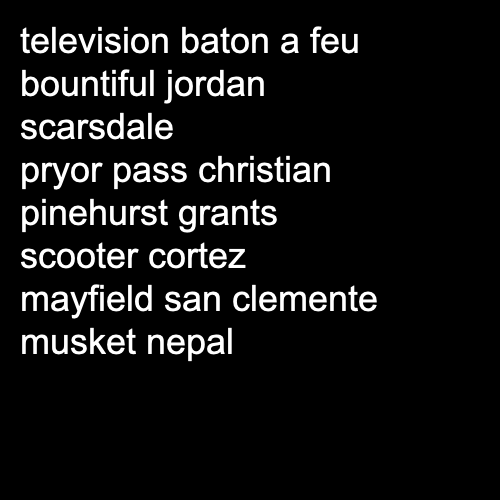 television baton a feu
bountiful jordan
scarsdale
pryor pass christian
pinehurst grants
scooter cortez
mayfield san clemente
musket nepal